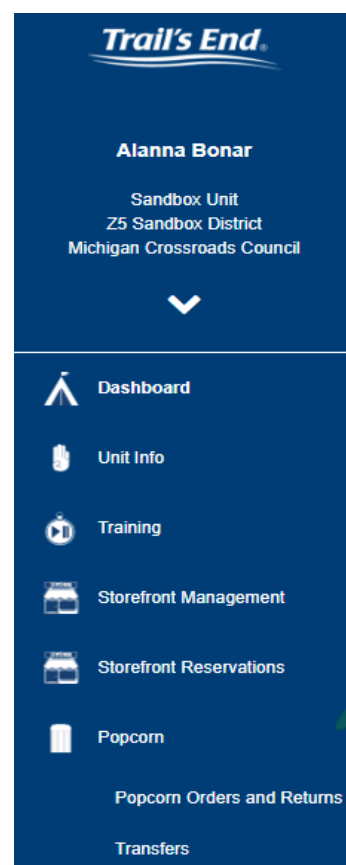 Trail's End®
Alanna Bonar
Sandbox Unit
Z5 Sandbox District
Michigan Crossroads Council
Dashboard
Unit Info
Training
Storefront Management
Storefront Reservations
Popcorn
Popcorn Orders and Returns
Transfers